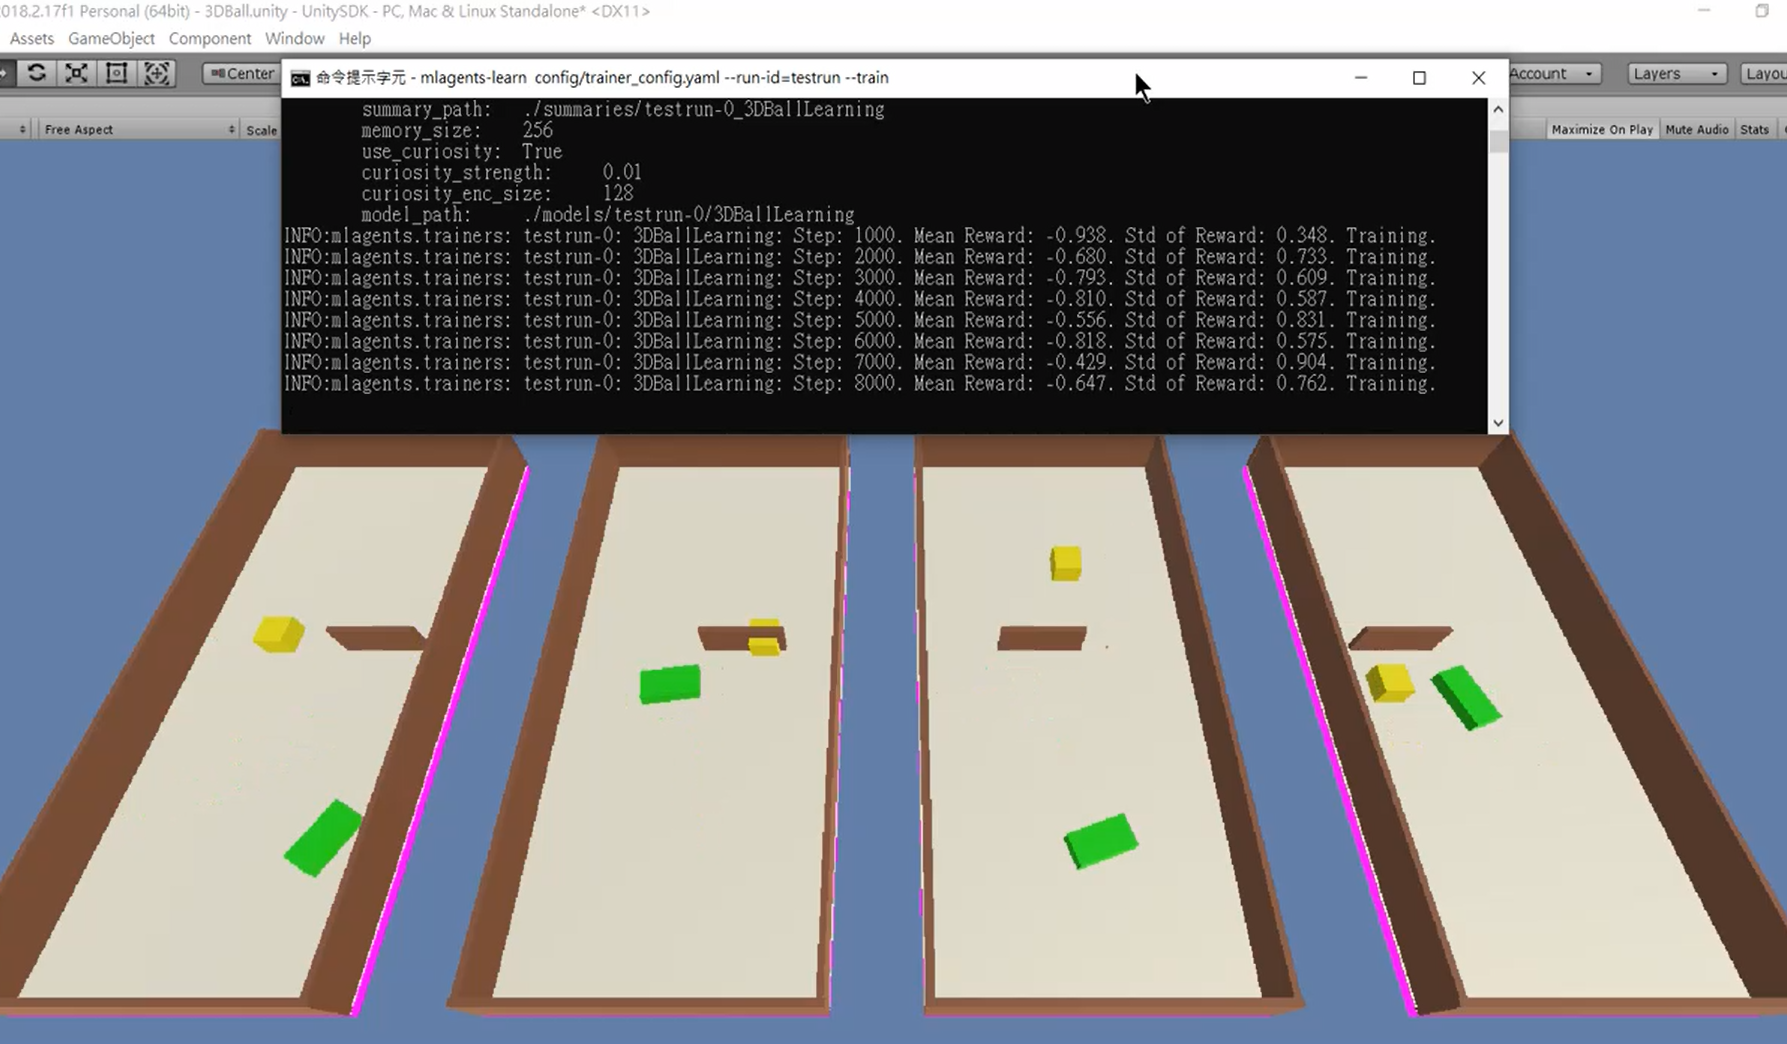 018.2.17f1 Personal (64bit) - 3DBall.unity - UnitySDK - PC, Mac & Linux Standalone* <DX11>
Assets GameObject Component Window Help
Center Account Layers Layou
命令提示字元 - mlagents-learn config/trainer_config.yaml --run-id=testrun --train
Free Aspect Scale Maximize On Play Mute Audio Stats
summary_path: ./summaries/testrun-0_3DBallLearning
memory_size: 256
use_curiosity: True
curiosity_strength: 0.01
curiosity_enc_size: 128
model_path: ./models/testrun-0/3DBallLearning
INFO:mlagents.trainers: testrun-0: 3DBallLearning: Step: 1000. Mean Reward: -0.938. Std of Reward: 0.348. Training.
INFO:mlagents.trainers: testrun-0: 3DBallLearning: Step: 2000. Mean Reward: -0.680. Std of Reward: 0.733. Training.
INFO:mlagents.trainers: testrun-0: 3DBallLearning: Step: 3000. Mean Reward: -0.793. Std of Reward: 0.609. Training.
INFO:mlagents.trainers: testrun-0: 3DBallLearning: Step: 4000. Mean Reward: -0.810. Std of Reward: 0.587. Training.
INFO:mlagents.trainers: testrun-0: 3DBallLearning: Step: 5000. Mean Reward: -0.556. Std of Reward: 0.831. Training.
INFO:mlagents.trainers: testrun-0: 3DBallLearning: Step: 6000. Mean Reward: -0.818. Std of Reward: 0.575. Training.
INFO:mlagents.trainers: testrun-0: 3DBallLearning: Step: 7000. Mean Reward: -0.429. Std of Reward: 0.904. Training.
INFO:mlagents.trainers: testrun-0: 3DBallLearning: Step: 8000. Mean Reward: -0.647. Std of Reward: 0.762. Training.